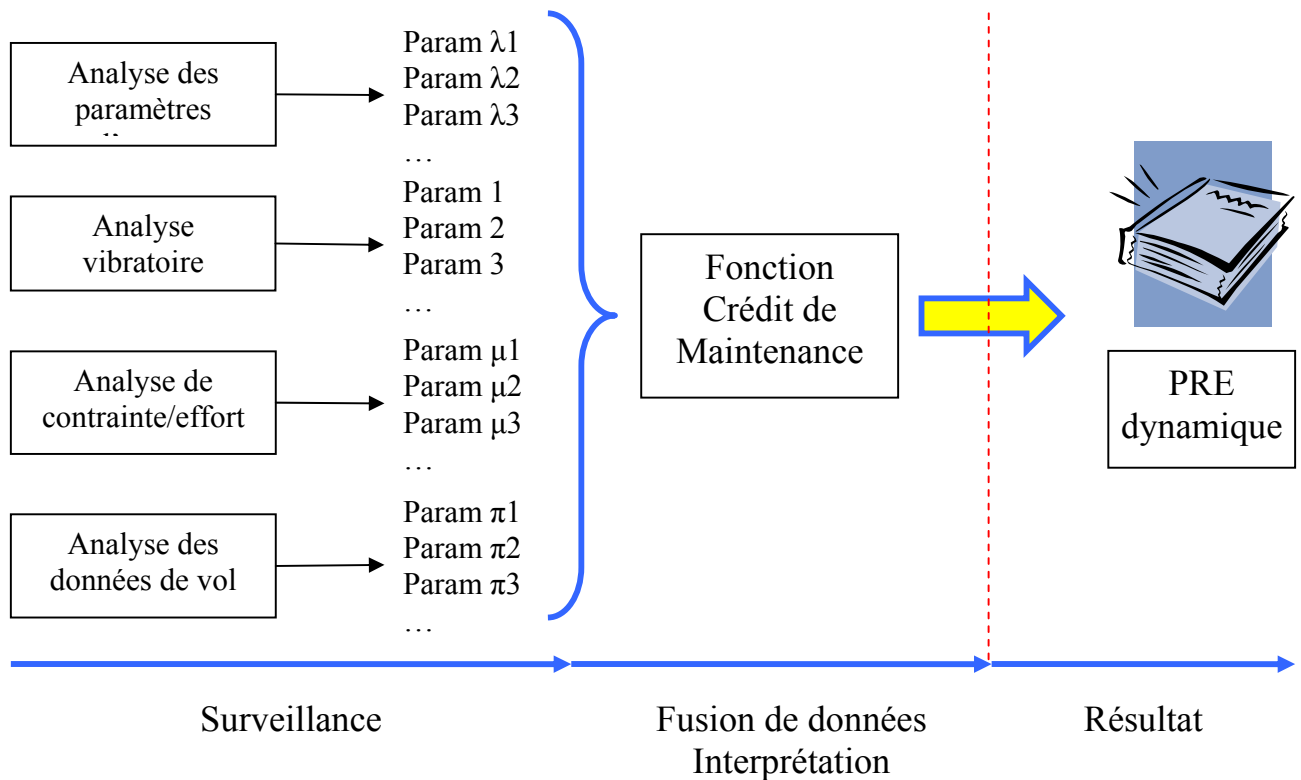 Analyse des
paramètres
Param λ1
Param λ2
Param λ3
…
Analyse
vibratoire
Param 1
Param 2
Param 3
…
Analyse de
contrainte/effort
Param μ1
Param μ2
Param μ3
…
Analyse des
données de vol
Param π1
Param π2
Param π3
…
Fonction
Crédit de
Maintenance
PRE
dynamique
Surveillance
Fusion de données
Interprétation
Résultat